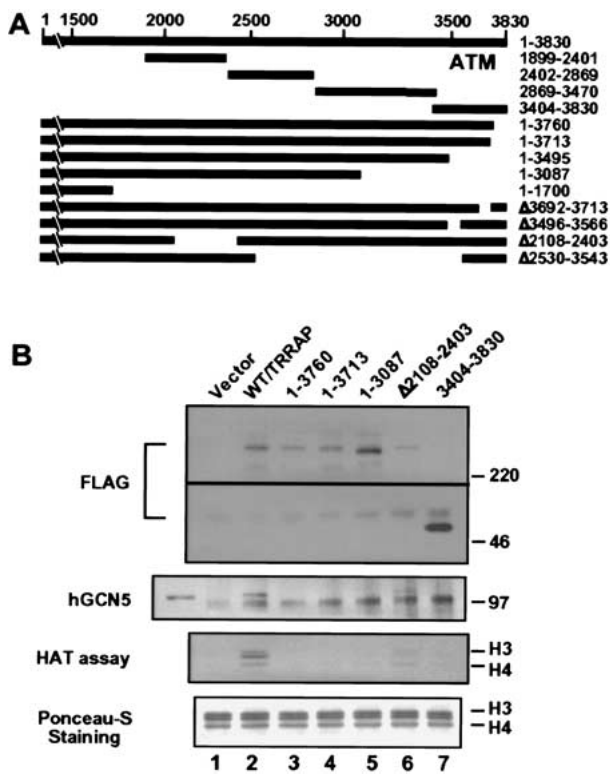 A
1 1500 2000 2500 3000 3500 3830
1-3830
ATM
1899-2401
2402-2869
2869-3470
3404-3830
1-3760
1-3713
1-3495
1-3087
1-1700
Δ3692-3713
Δ3496-3566
Δ2108-2403
Δ2530-3543
B
Vector WT/TRRAP 1-3760 1-3713 1-3087 Δ2108-2403 3404-3830
FLAG
220
46
hGCN5
97
HAT assay
H3
H4
Ponceau-S
Staining
H3
H4
1 2 3 4 5 6 7